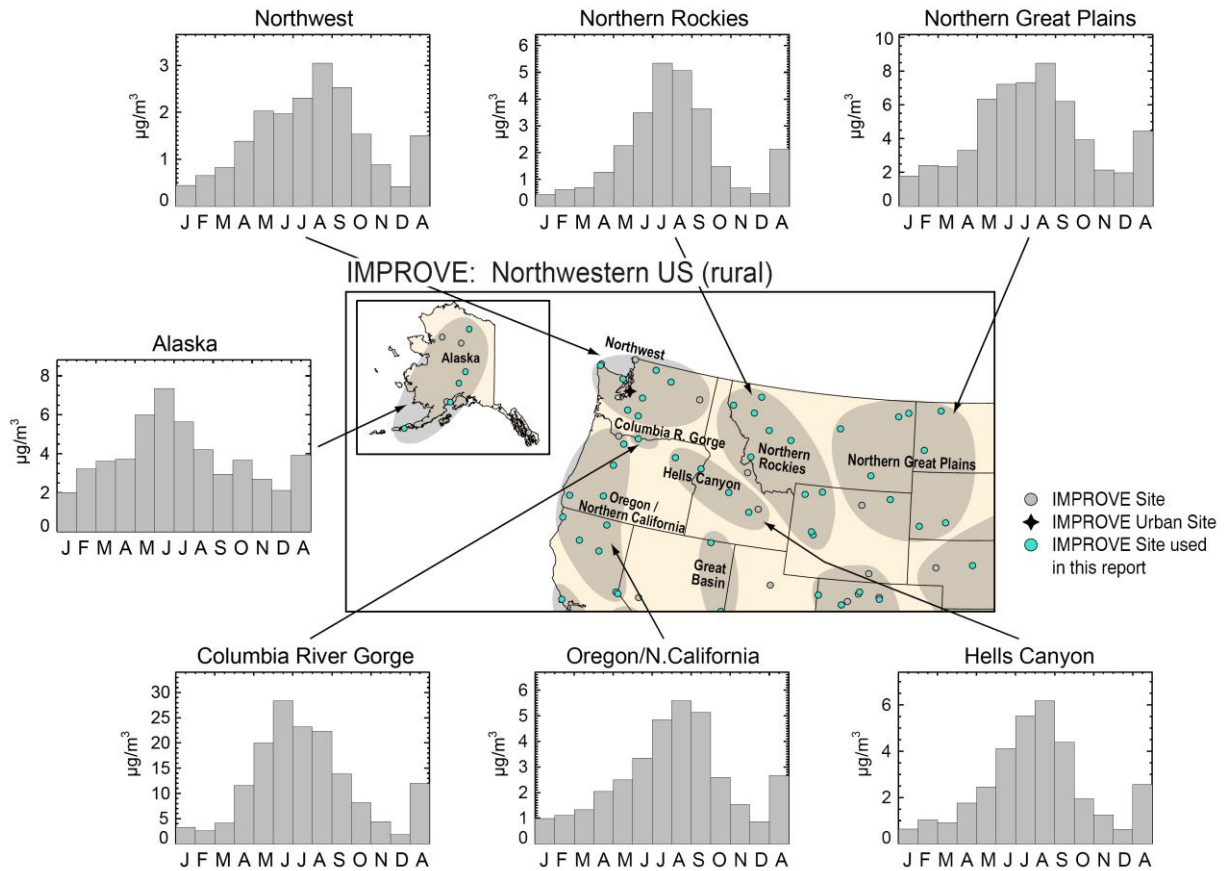 Northwest
µg/m³
3
2
1
0
J F M A M J J A S O N D A
Northern Rockies
µg/m³
6
5
4
3
2
1
0
J F M A M J J A S O N D A
Northern Great Plains
µg/m³
10
8
6
4
2
0
J F M A M J J A S O N D A
IMPROVE: Northwestern US (rural)
Alaska
µg/m³
8
6
4
2
0
J F M A M J J A S O N D A
Alaska
Northwest
Columbia R. Gorge
Northern
Rockies
Northern Great Plains
Hells Canyon
Oregon /
Northern California
Great
Basin
IMPROVE Site
IMPROVE Urban Site
IMPROVE Site used
in this report
Columbia River Gorge
µg/m³
30
25
20
15
10
5
0
J F M A M J J A S O N D A
Oregon/N.California
µg/m³
6
5
4
3
2
1
0
J F M A M J J A S O N D A
Hells Canyon
µg/m³
6
4
2
0
J F M A M J J A S O N D A